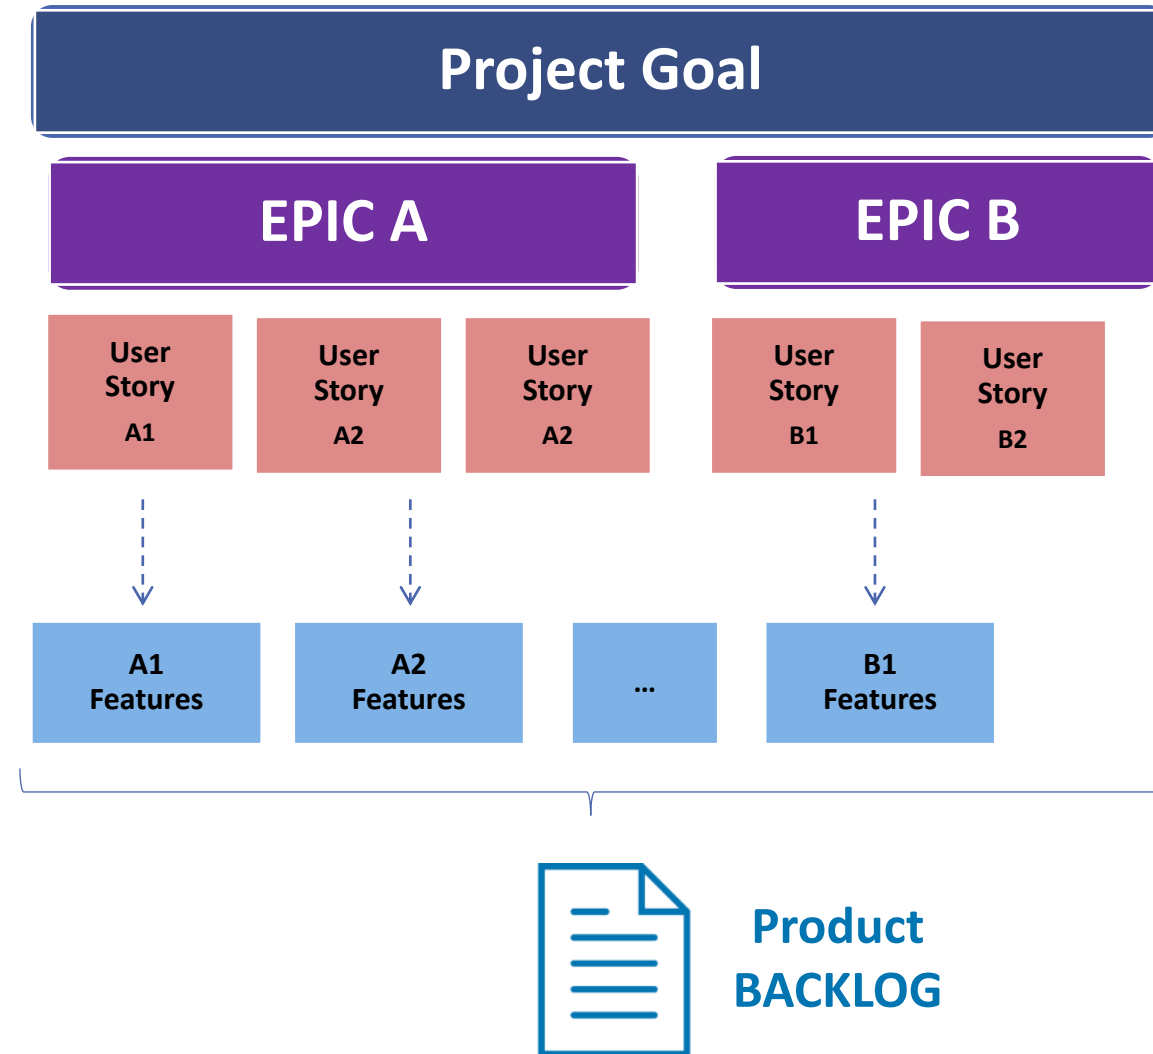 Project Goal
EPIC A
EPIC B
User
Story
A1
User
Story
A2
User
Story
A2
User
Story
B1
User
Story
B2
A1
Features
A2
Features
...
B1
Features
Product
BACKLOG